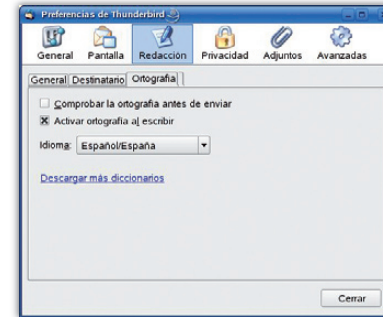 Preferencias de Thunderbird
General Pantalla Redacción Privacidad Adjuntos Avanzadas
General Destinatario Ortografía
Comprobar la ortografía antes de enviar
Activar ortografía al escribir
Idioma: Español/España
Descargar más diccionarios
Cerrar